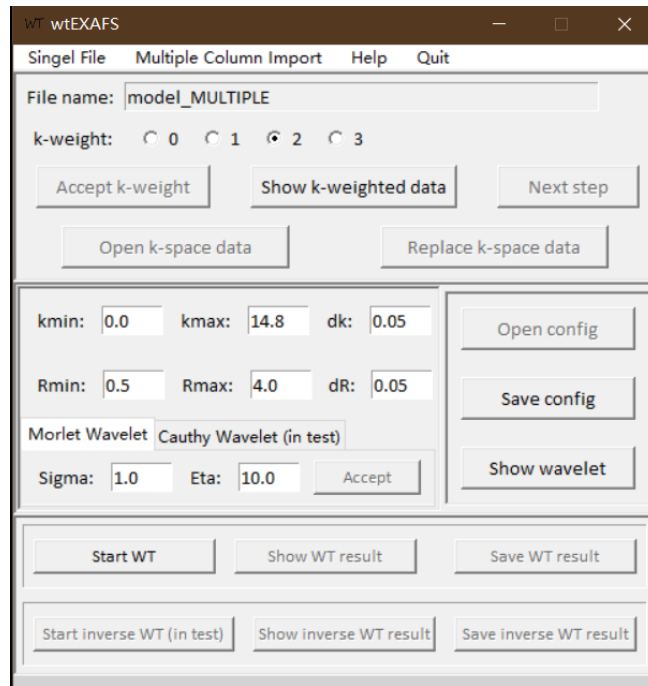 WT wtEXAFS
Singel File Multiple Column Import Help Quit
File name: model_MULTIPLE
k-weight: 0 1 2 3
Accept k-weight Show k-weighted data Next step
Open k-space data Replace k-space data
kmin: 0.0 kmax: 14.8 dk: 0.05
Open config
Rmin: 0.5 Rmax: 4.0 dR: 0.05
Save config
Morlet Wavelet Cauthy Wavelet (in test)
Sigma: 1.0 Eta: 10.0 Accept
Show wavelet
Start WT Show WT result Save WT result
Start inverse WT (in test) Show inverse WT result Save inverse WT result